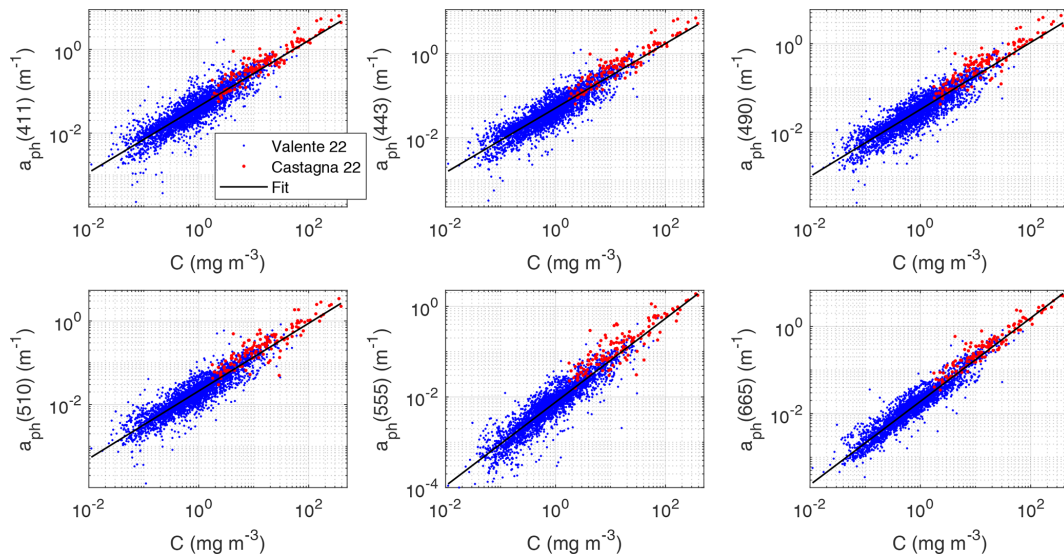 a_ph(411) (m^-1)
10^0
10^-2
10^-2
10^0
10^2
C (mg m^-3)
Valente 22
Castagna 22
Fit
a_ph(443) (m^-1)
10^0
10^-2
10^-2
10^0
10^2
C (mg m^-3)
a_ph(490) (m^-1)
10^0
10^-2
10^-2
10^0
10^2
C (mg m^-3)
a_ph(510) (m^-1)
10^0
10^-2
10^-2
10^0
10^2
C (mg m^-3)
a_ph(555) (m^-1)
10^0
10^-2
10^-4
10^-2
10^0
10^2
C (mg m^-3)
a_ph(665) (m^-1)
10^0
10^-2
10^-2
10^0
10^2
C (mg m^-3)